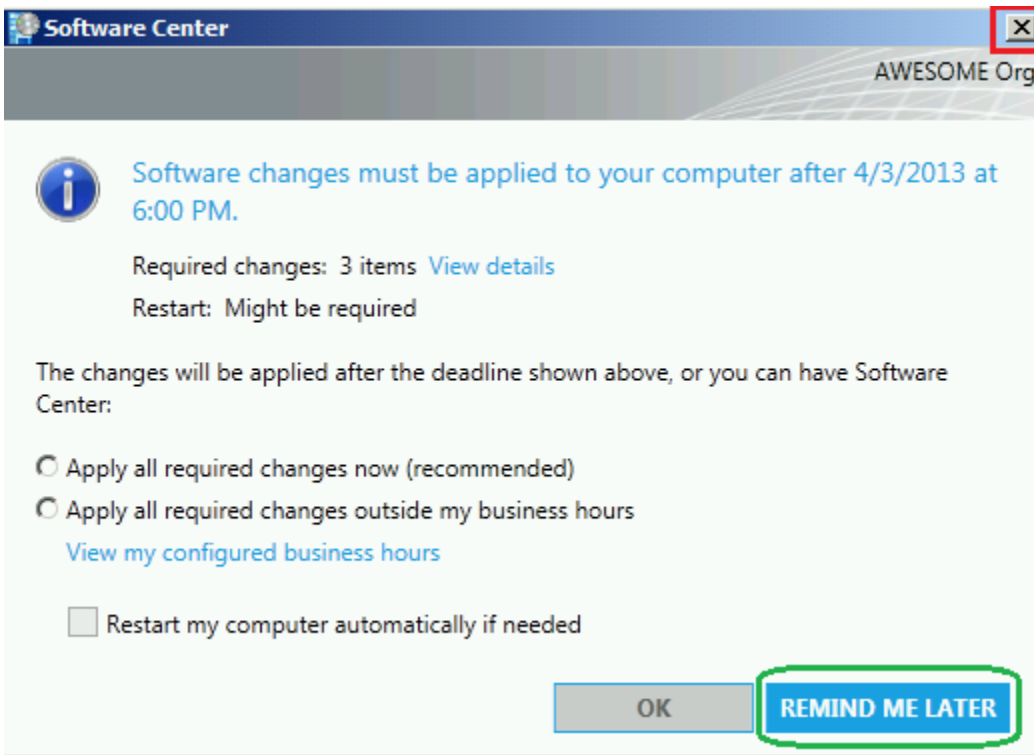 Software Center
AWESOME Org
Software changes must be applied to your computer after 4/3/2013 at
6:00 PM.
Required changes: 3 items View details
Restart: Might be required
The changes will be applied after the deadline shown above, or you can have Software
Center:
Apply all required changes now (recommended)
Apply all required changes outside my business hours
View my configured business hours
Restart my computer automatically if needed
OK REMIND ME LATER